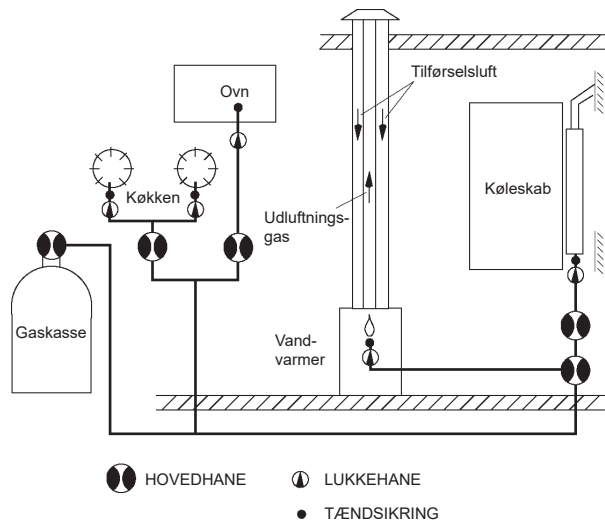 Tilførselsluft
Ovn
Køkken
Køleskab
Udluftnings-
gas
Gaskasse
Vand-
varmer
HOVEDHANE
LUKKEHANE
TÆNDSIKRING